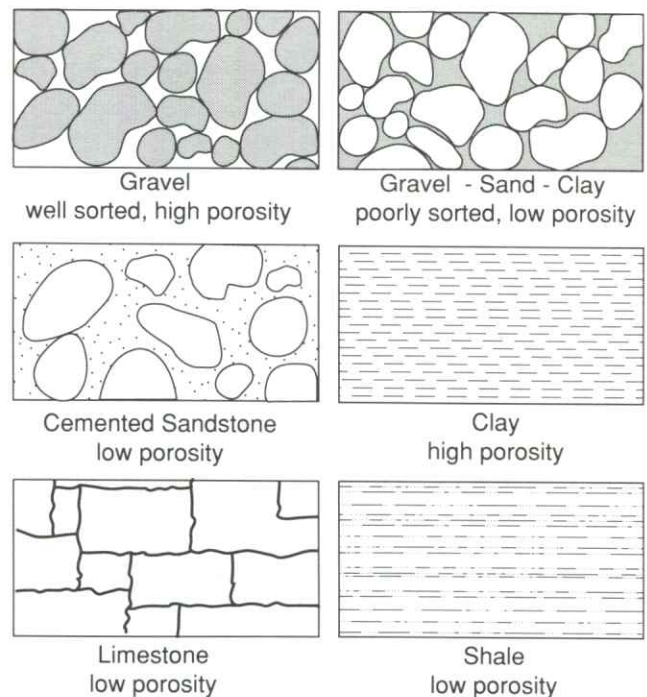 Gravel
well sorted, high porosity
Gravel - Sand - Clay
poorly sorted, low porosity
Cemented Sandstone
low porosity
Clay
high porosity
Limestone
low porosity
Shale
low porosity